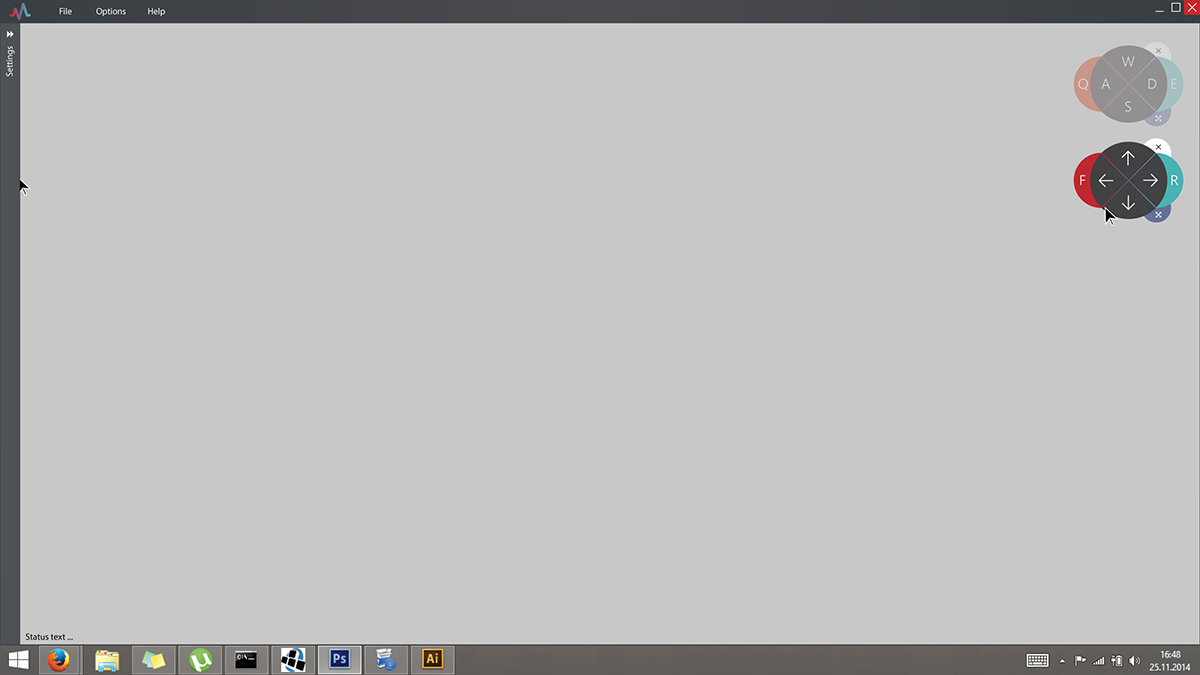 File Options Help
Settings
W
Q A D E
S
F R
Status text ...
C:\_
Ps
Ai
16:48
25.11.2014